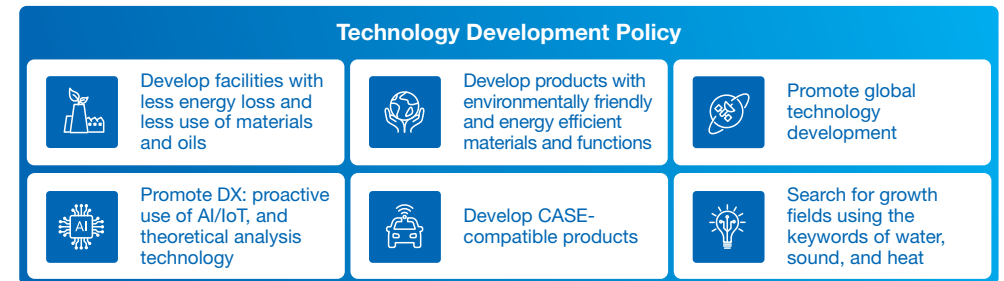 Technology Development Policy
Develop facilities with
less energy loss and
less use of materials
and oils
Develop products with
environmentally friendly
and energy efficient
materials and functions
Promote global
technology
development
AI
Promote DX: proactive
use of AI/IoT, and
theoretical analysis
technology
Develop CASE-
compatible products
Search for growth
fields using the
keywords of water,
sound, and heat